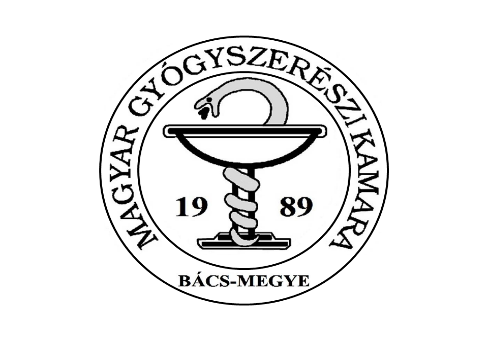 MAGYAR GYÓGYSZERÉSZI KAMARA
19 89
BÁCS-MEGYE